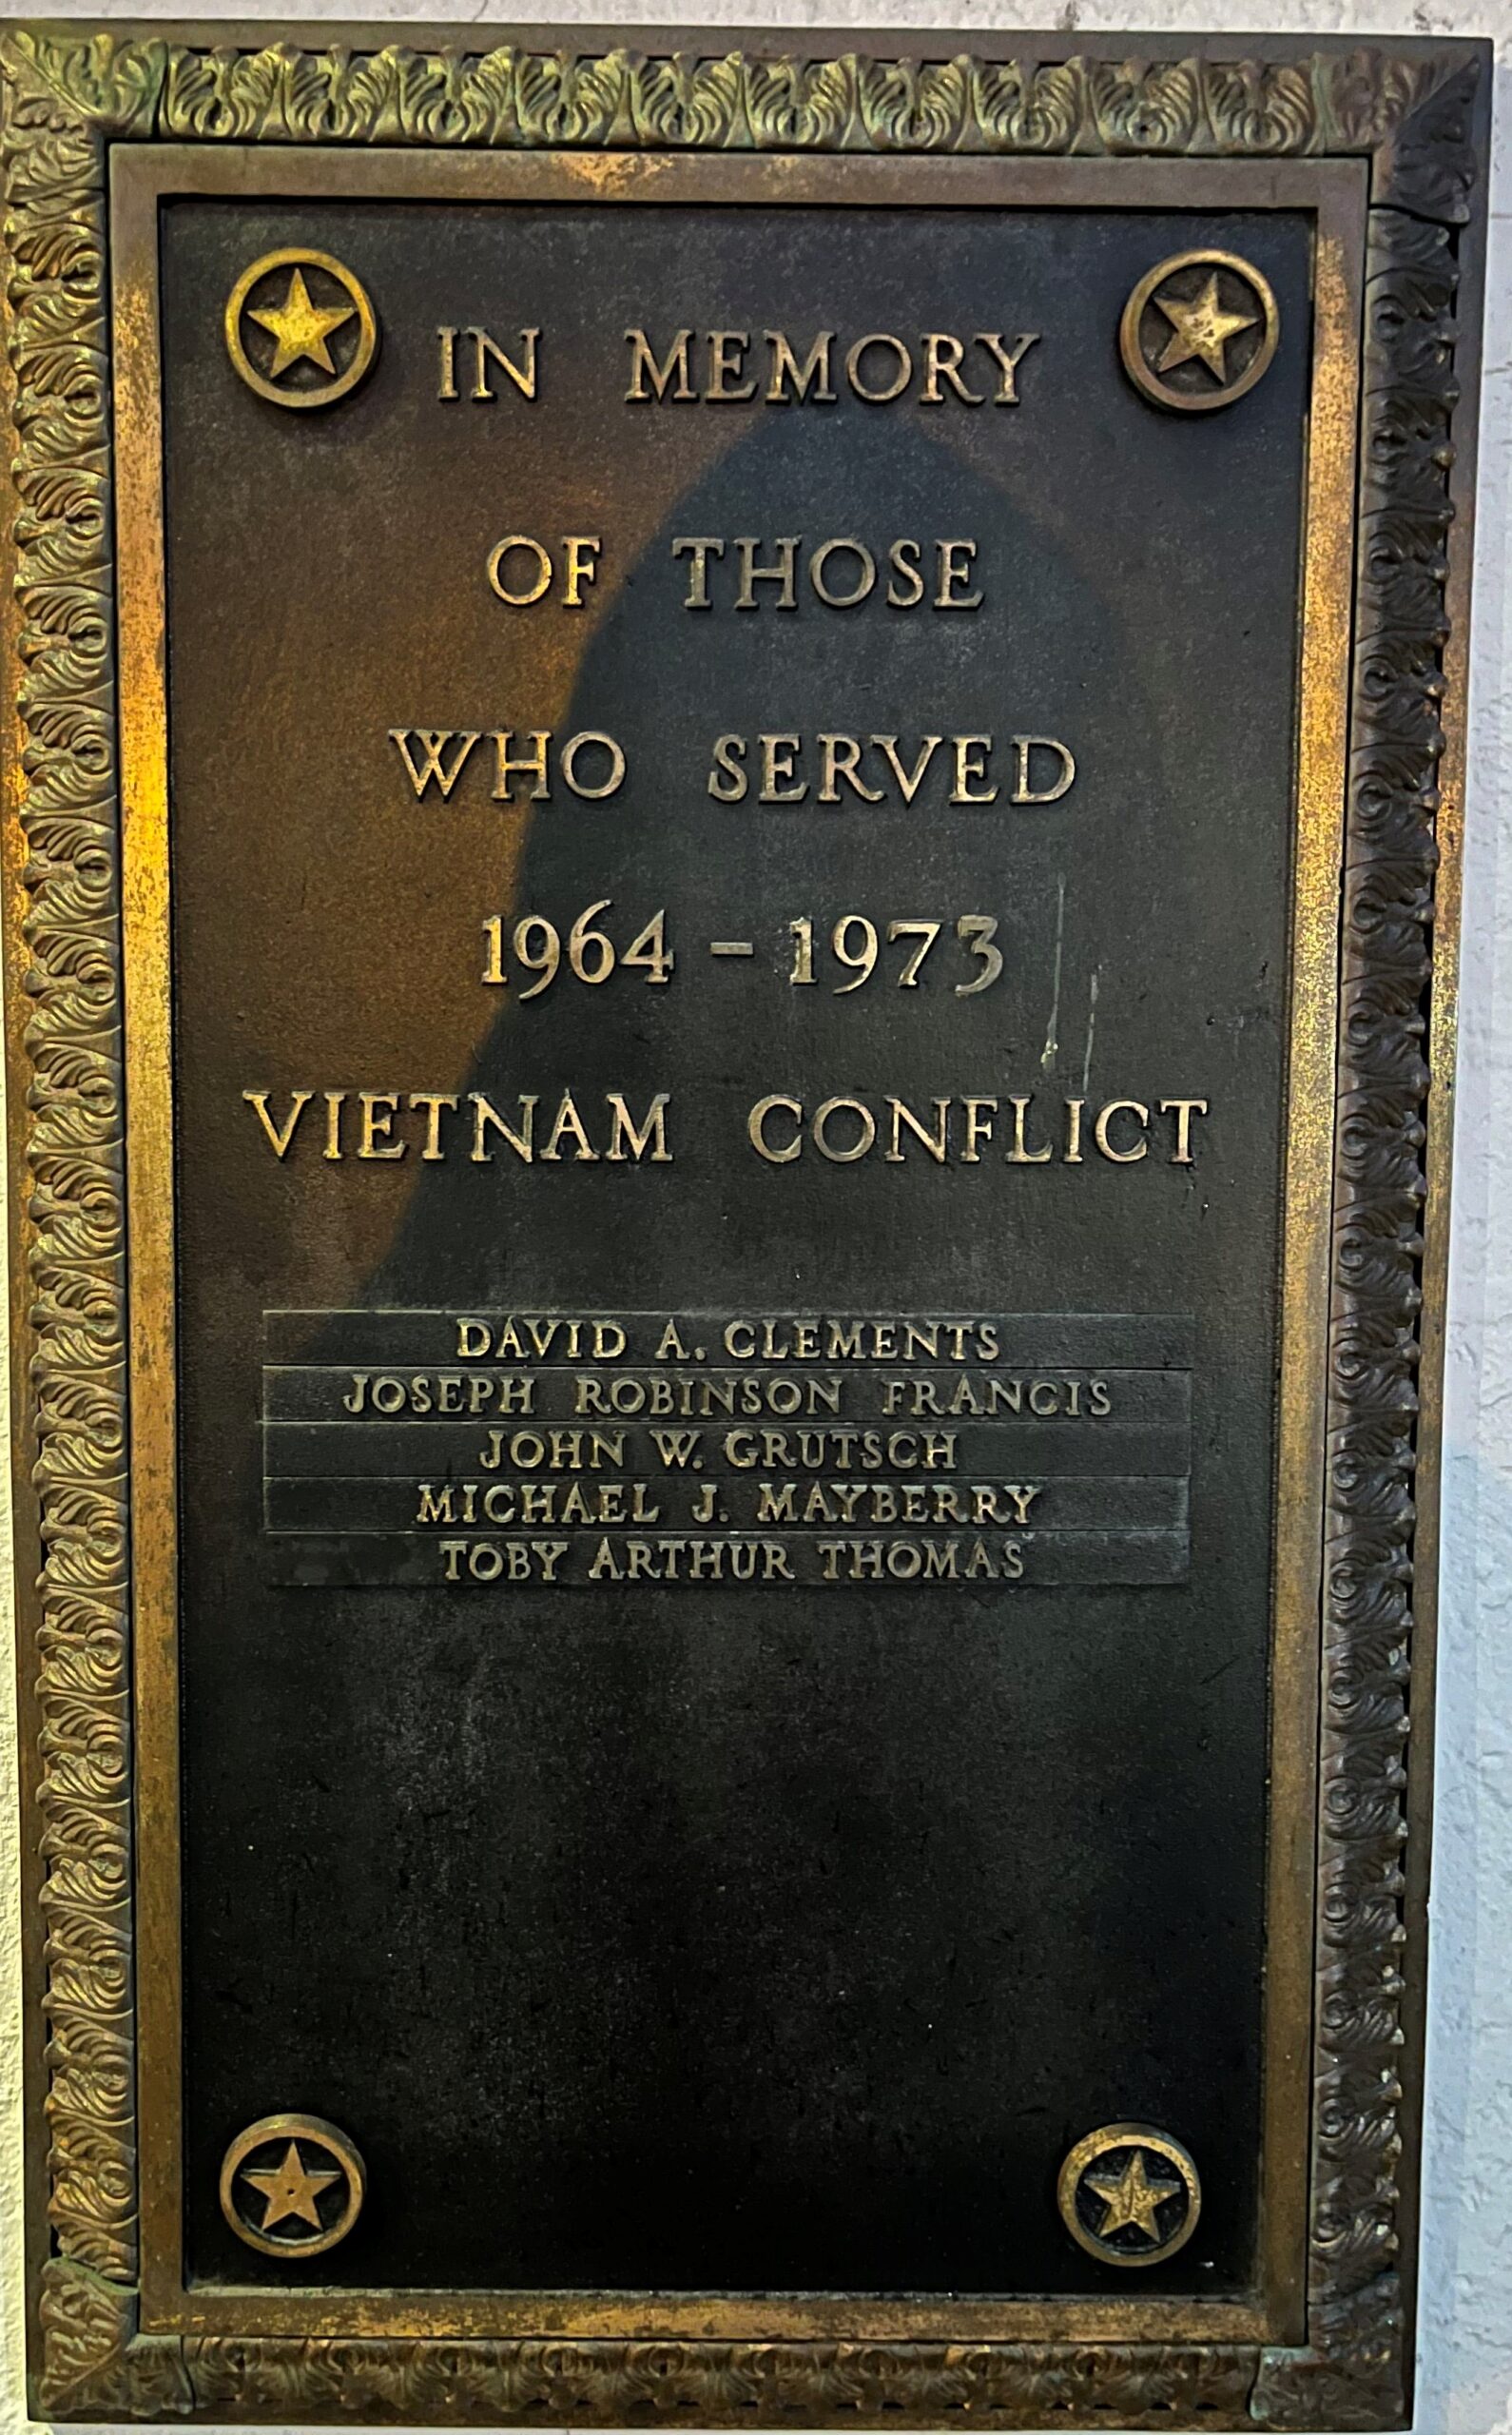 IN MEMORY
OF THOSE
WHO SERVED
1964 – 1973
VIETNAM CONFLICT
DAVID A. CLEMENTS
JOSEPH ROBINSON FRANCIS
JOHN W. GRUTSCH
MICHAEL J. MAYBERRY
TOBY ARTHUR THOMAS